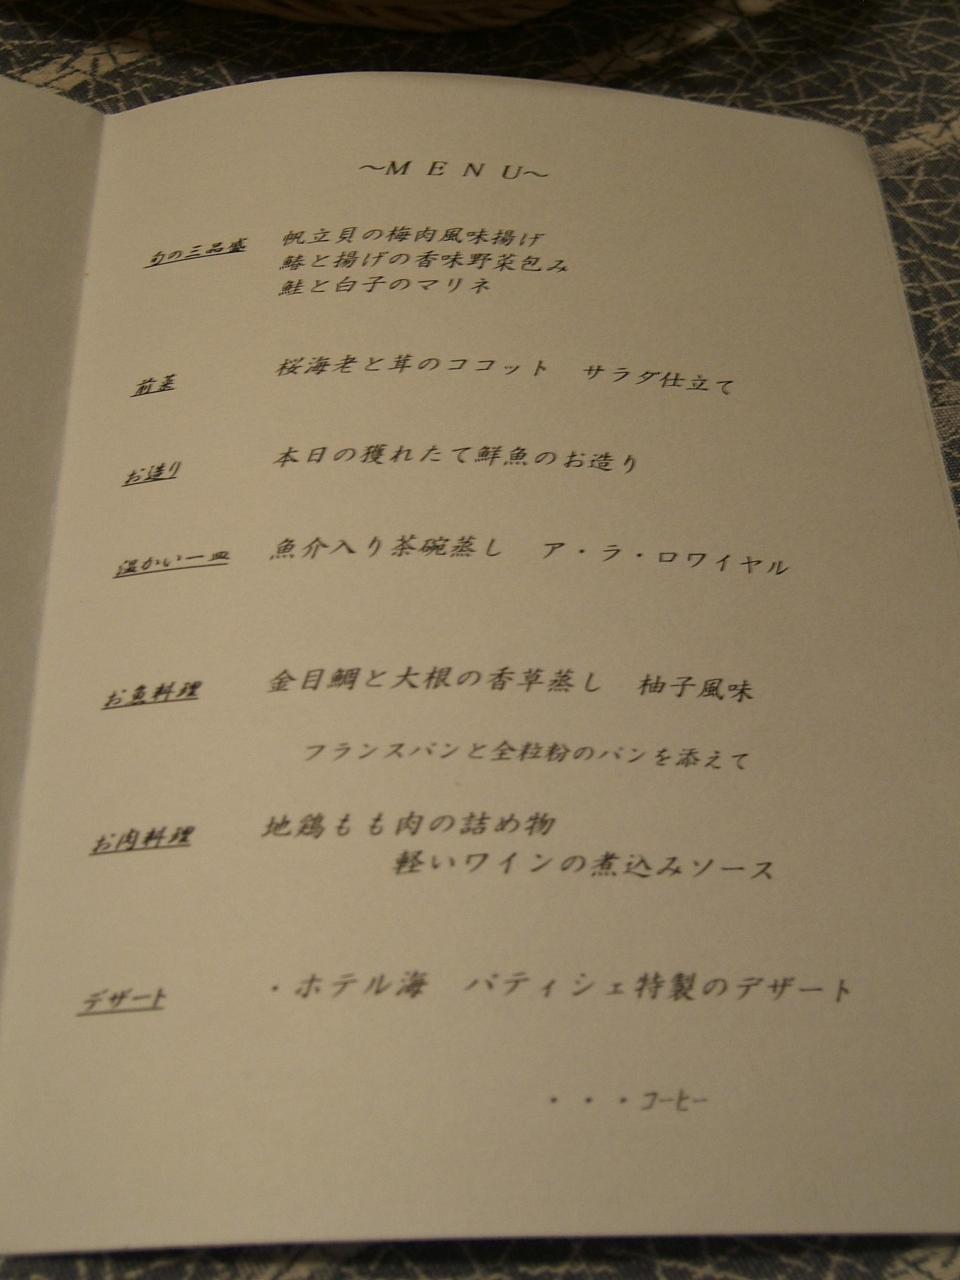 ～MENU～
旬の三品盛 帆立貝の梅肉風味揚げ
鰆と揚げの香味野菜包み
鮭と白子のマリネ
前菜 桜海老と茸のココット サラダ仕立て
お造り 本日の獲れたて鮮魚のお造り
温かい一皿 魚介入り茶碗蒸し ア・ラ・ロワイヤル
お魚料理 金目鯛と大根の香草蒸し 柚子風味
フランスパンと全粒粉のパンを添えて
お肉料理 地鶏もも肉の詰め物
軽いワインの煮込みソース
デザート ・ホテル海 パティシェ特製のデザート
・・・コーヒー